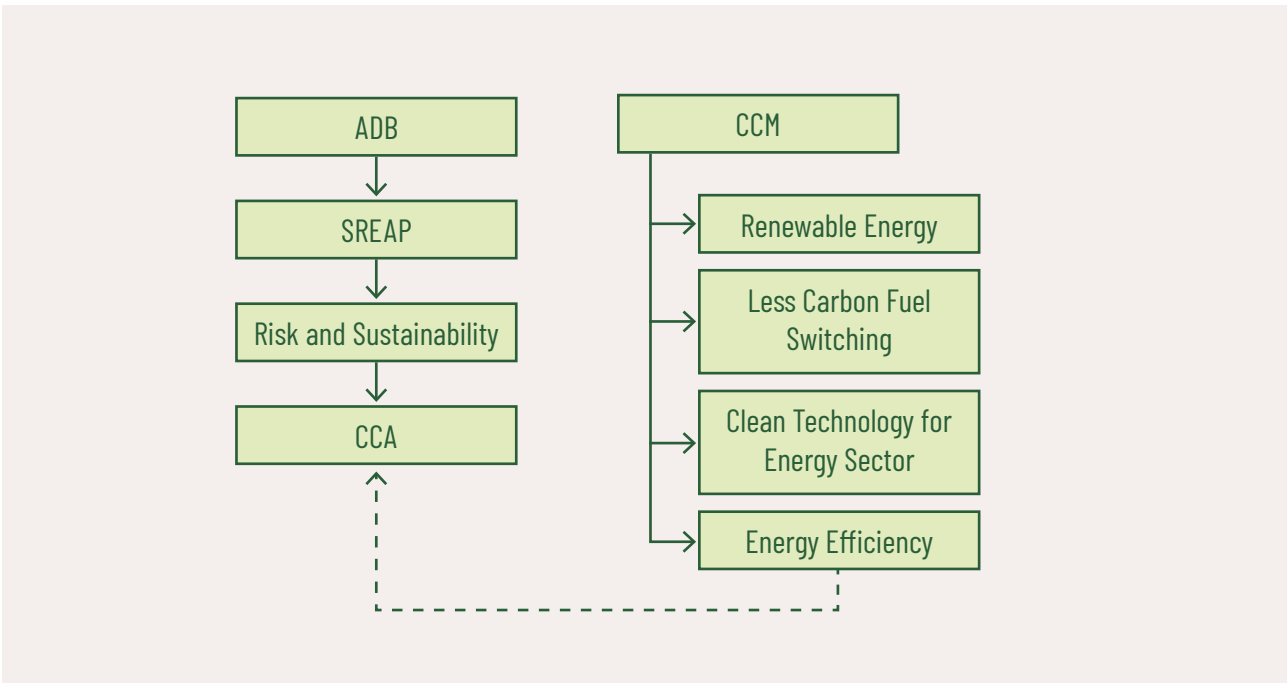 ADB
SREAP
Risk and Sustainability
CCA
CCM
Renewable Energy
Less Carbon Fuel
Switching
Clean Technology for
Energy Sector
Energy Efficiency